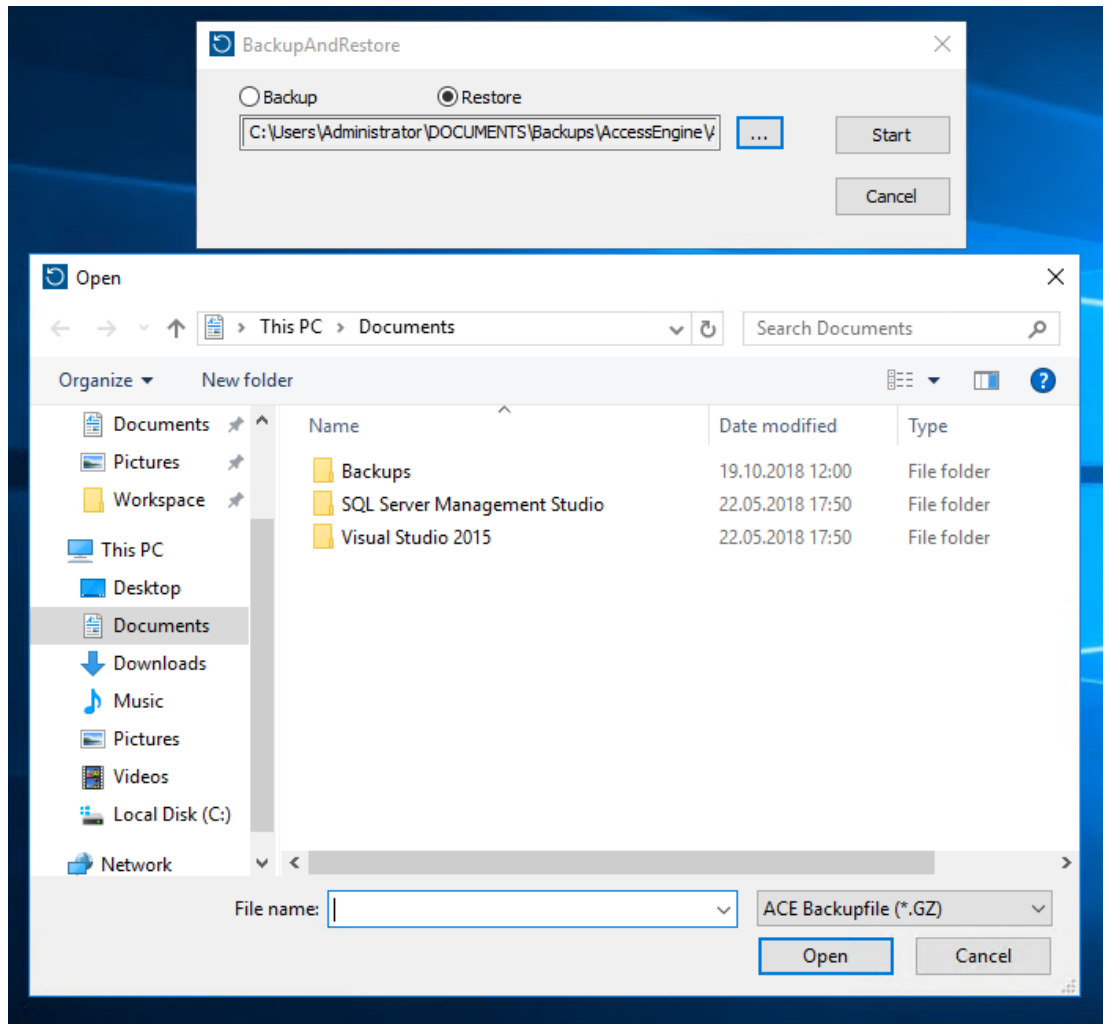 BackupAndRestore
Backup Restore
C:\Users\Administrator\DOCUMENTS\Backups\AccessEngine\ ... Start
Cancel
Open
This PC > Documents Search Documents
Organize New folder ?
Name Date modified Type
Documents
Pictures
Workspace
This PC
Desktop
Documents
Downloads
Music
Pictures
Videos
Local Disk (C:)
Network
Backups 19.10.2018 12:00 File folder
SQL Server Management Studio 22.05.2018 17:50 File folder
Visual Studio 2015 22.05.2018 17:50 File folder
File name: ACE Backupfile (*.GZ)
Open Cancel